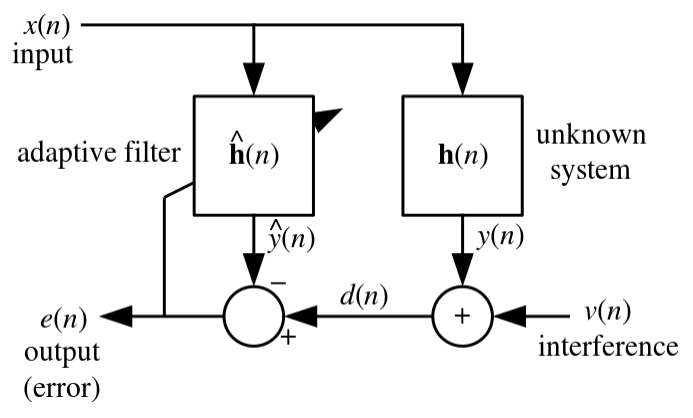 x(n)
input
adaptive filter
ĥ(n)
h(n)
unknown
system
ŷ(n)
y(n)
−
d(n)
e(n)
+
+
v(n)
output
(error)
interference